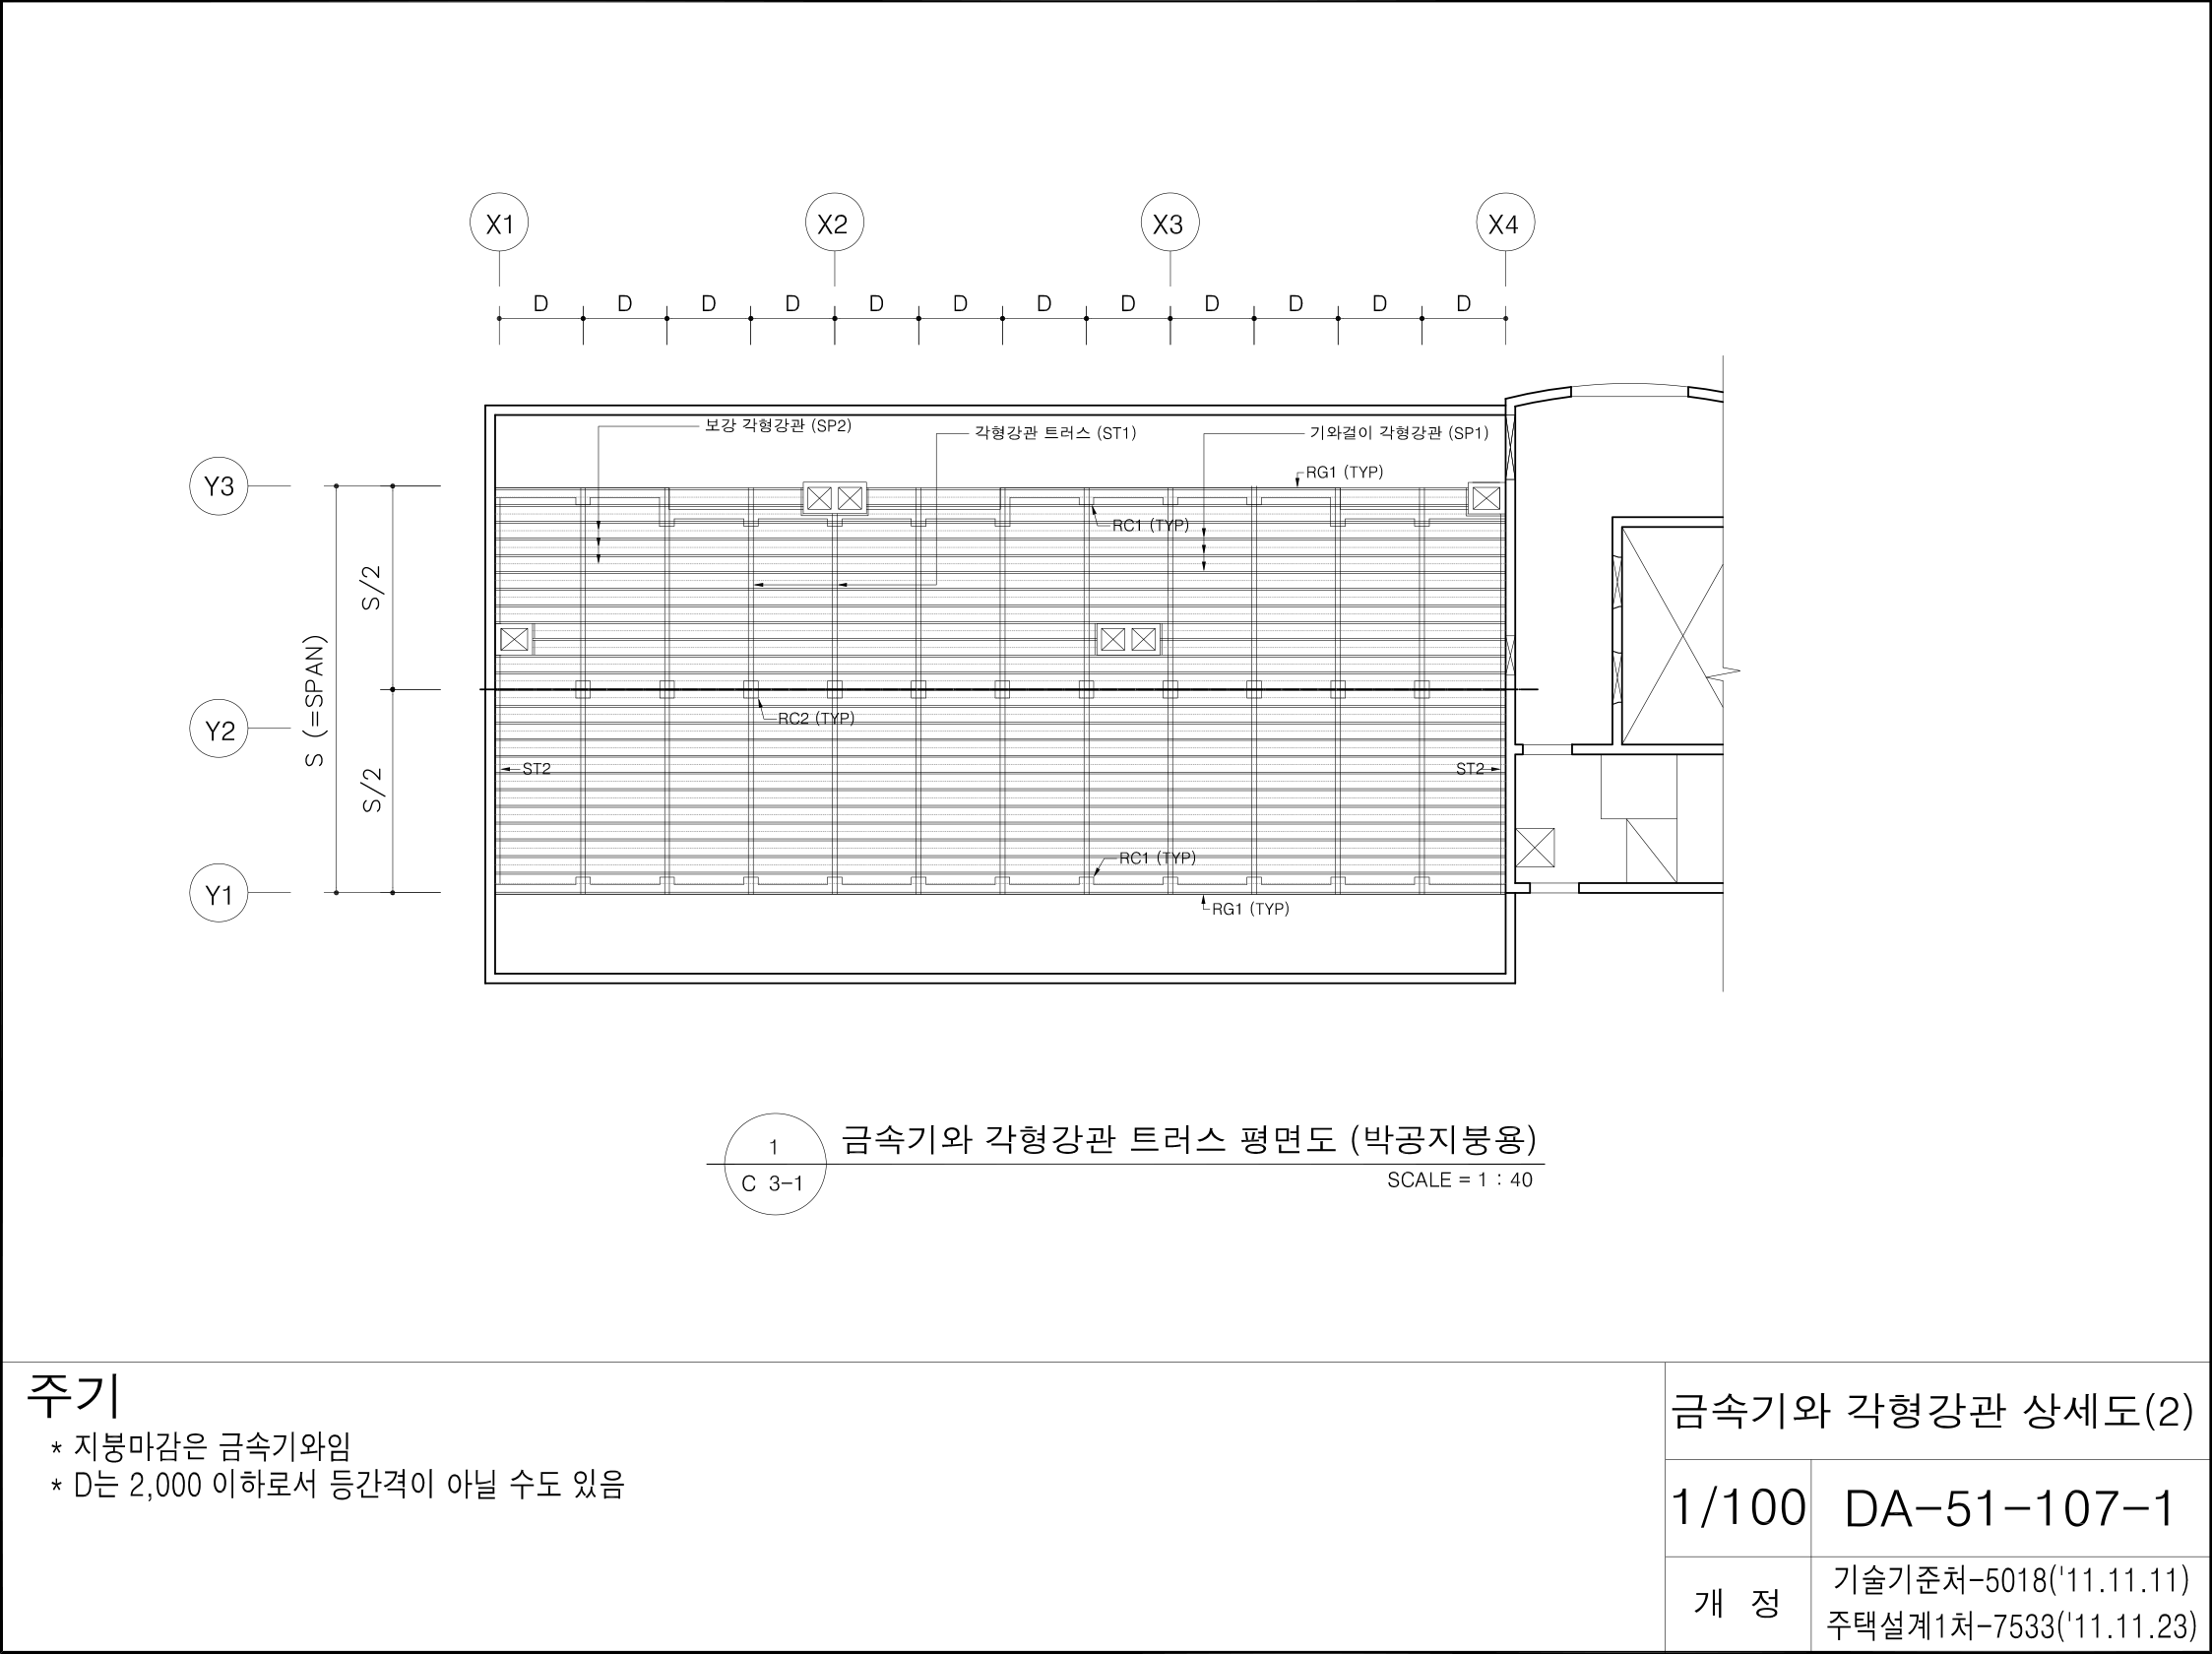 X1 X2 X3 X4
D D D D D D D D D D D D
보강 각형강관 (SP2)
각형강관 트러스 (ST1)
기와걸이 각형강관 (SP1)
RG1 (TYP)
Y3
RC1 (TYP)
S/2
S (=SPAN)
RC2 (TYP)
Y2
ST2
ST2
S/2
RC1 (TYP)
Y1
RG1 (TYP)
1
C 3-1
금속기와 각형강관 트러스 평면도 (박공지붕용)
SCALE = 1 : 40
주기
* 지붕마감은 금속기와임
* D는 2,000 이하로서 등간격이 아닐 수도 있음
금속기와 각형강관 상세도(2)
1/100
DA-51-107-1
개 정
기술기준처-5018('11.11.11)
주택설계1처-7533('11.11.23)